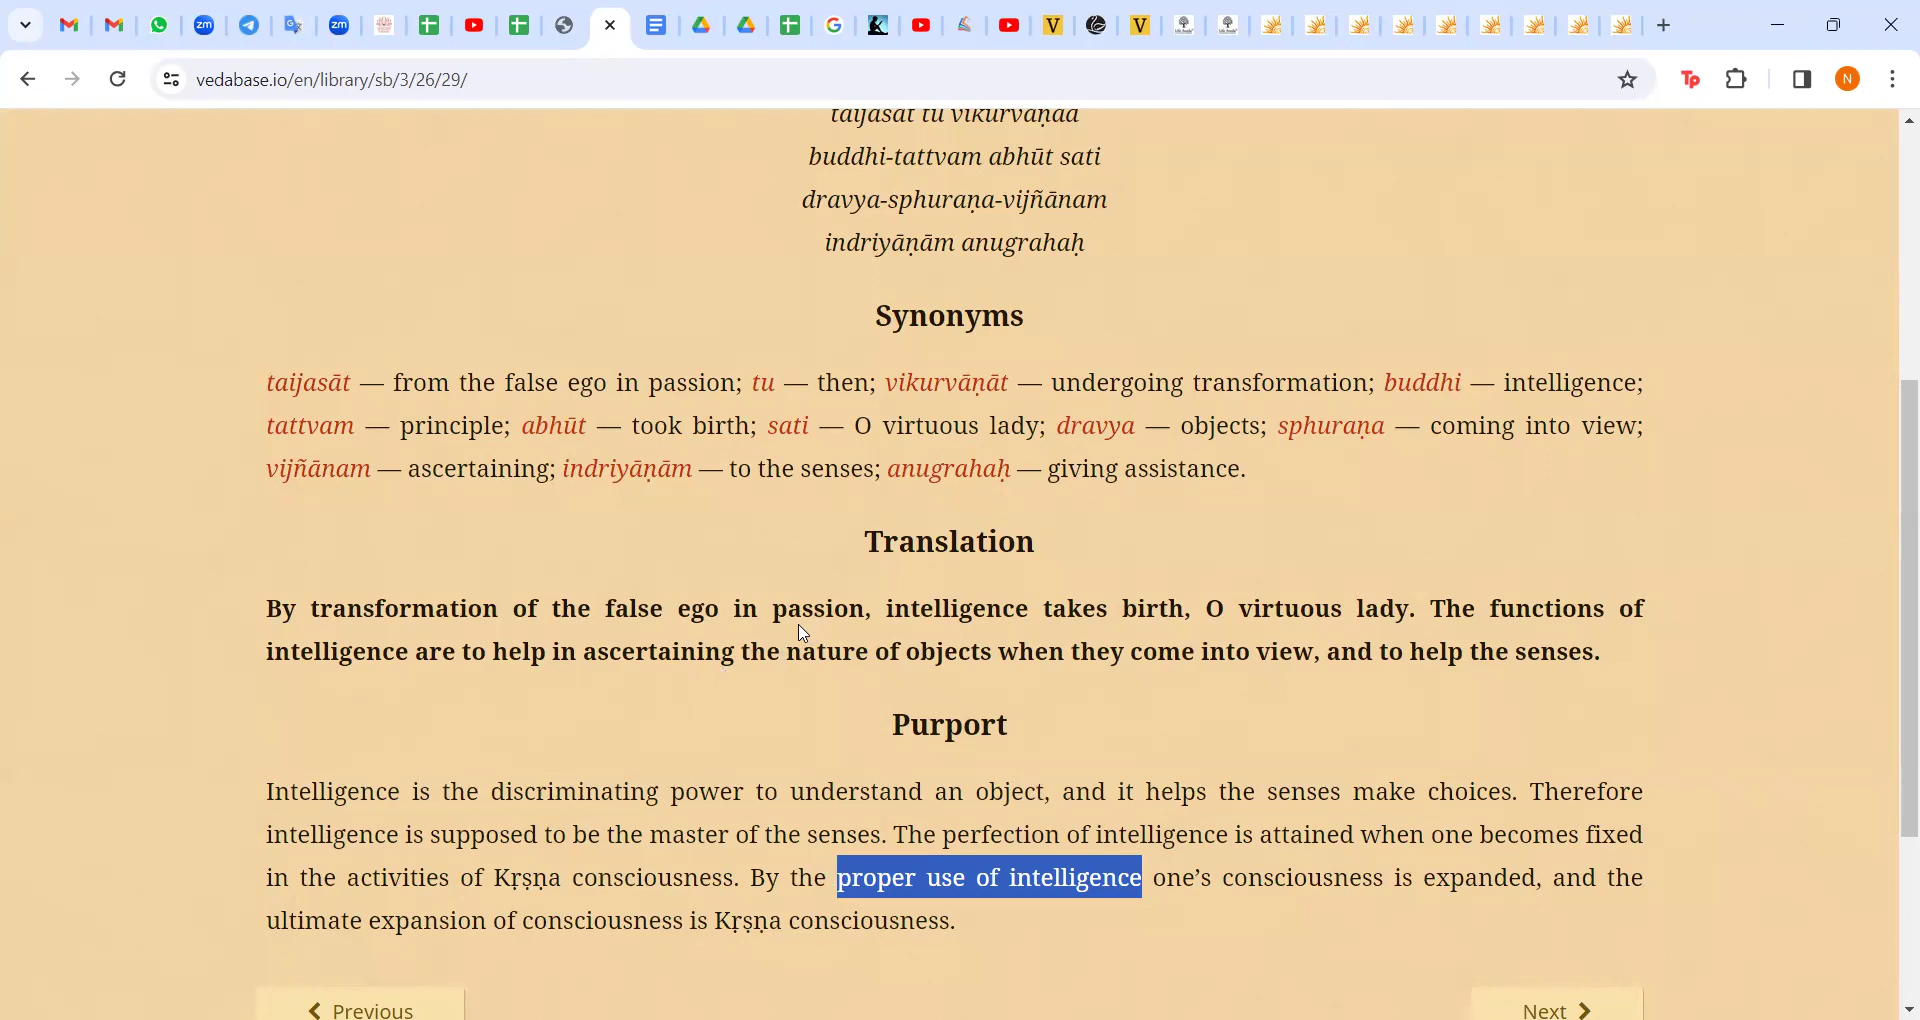 vedabase.io/en/library/sb/3/26/29/
Tp
N
taijasāt tu vikurvāṇād
buddhi-tattvam abhūt sati
dravya-sphuraṇa-vijñānam
indriyāṇām anugrahaḥ
Synonyms
taijasāt — from the false ego in passion; tu — then; vikurvāṇāt — undergoing transformation; buddhi — intelligence;
tattvam — principle; abhūt — took birth; sati — O virtuous lady; dravya — objects; sphuraṇa — coming into view;
vijñānam — ascertaining; indriyāṇām — to the senses; anugrahaḥ — giving assistance.
Translation
By transformation of the false ego in passion, intelligence takes birth, O virtuous lady. The functions of
intelligence are to help in ascertaining the nature of objects when they come into view, and to help the senses.
Purport
Intelligence is the discriminating power to understand an object, and it helps the senses make choices. Therefore
intelligence is supposed to be the master of the senses. The perfection of intelligence is attained when one becomes fixed
in the activities of Kṛṣṇa consciousness. By the proper use of intelligence one’s consciousness is expanded, and the
ultimate expansion of consciousness is Kṛṣṇa consciousness.
Previous
Next